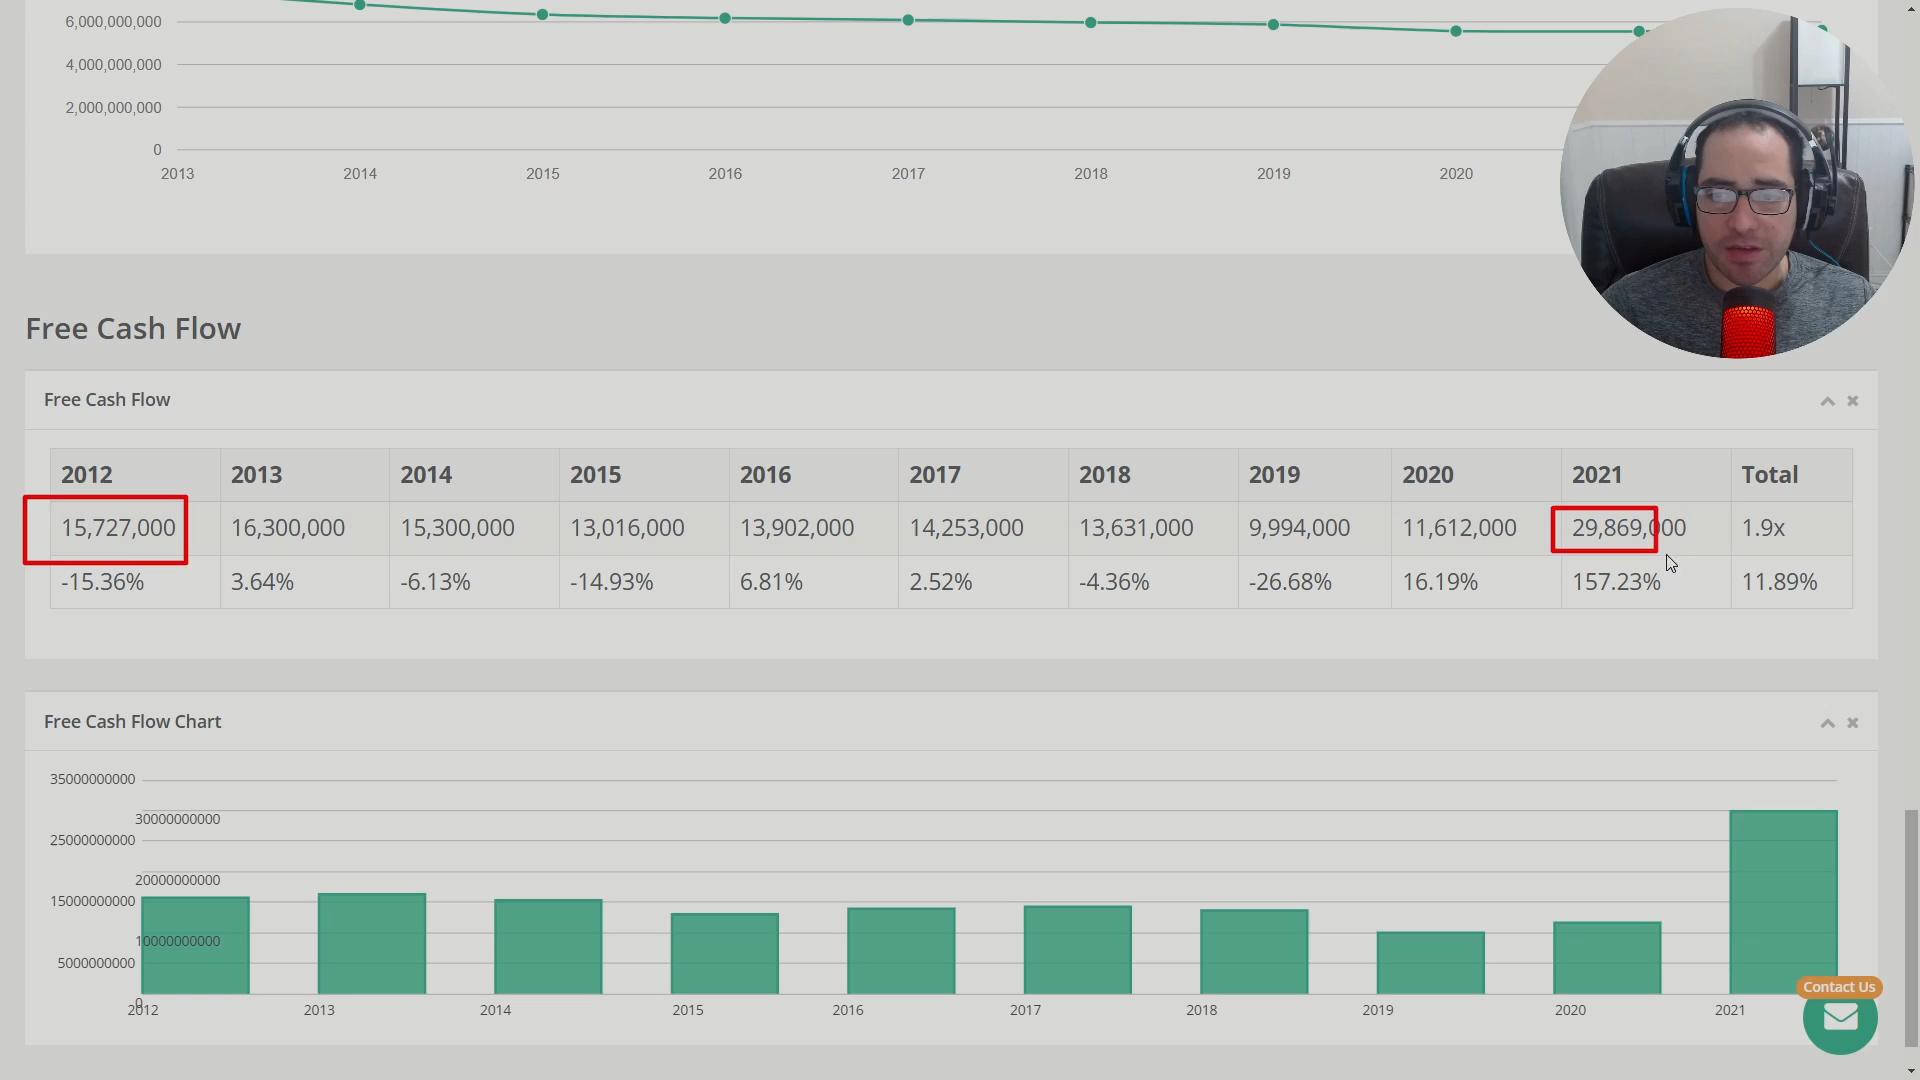 6,000,000,000
4,000,000,000
2,000,000,000
0
2013 2014 2015 2016 2017 2018 2019 2020
Free Cash Flow
Free Cash Flow
2012 2013 2014 2015 2016 2017 2018 2019 2020 2021 Total
15,727,000 16,300,000 15,300,000 13,016,000 13,902,000 14,253,000 13,631,000 9,994,000 11,612,000 29,869,000 1.9x
-15.36% 3.64% -6.13% -14.93% 6.81% 2.52% -4.36% -26.68% 16.19% 157.23% 11.89%
Free Cash Flow Chart
35000000000
30000000000
25000000000
20000000000
15000000000
10000000000
5000000000
0
2012 2013 2014 2015 2016 2017 2018 2019 2020 2021
Contact Us